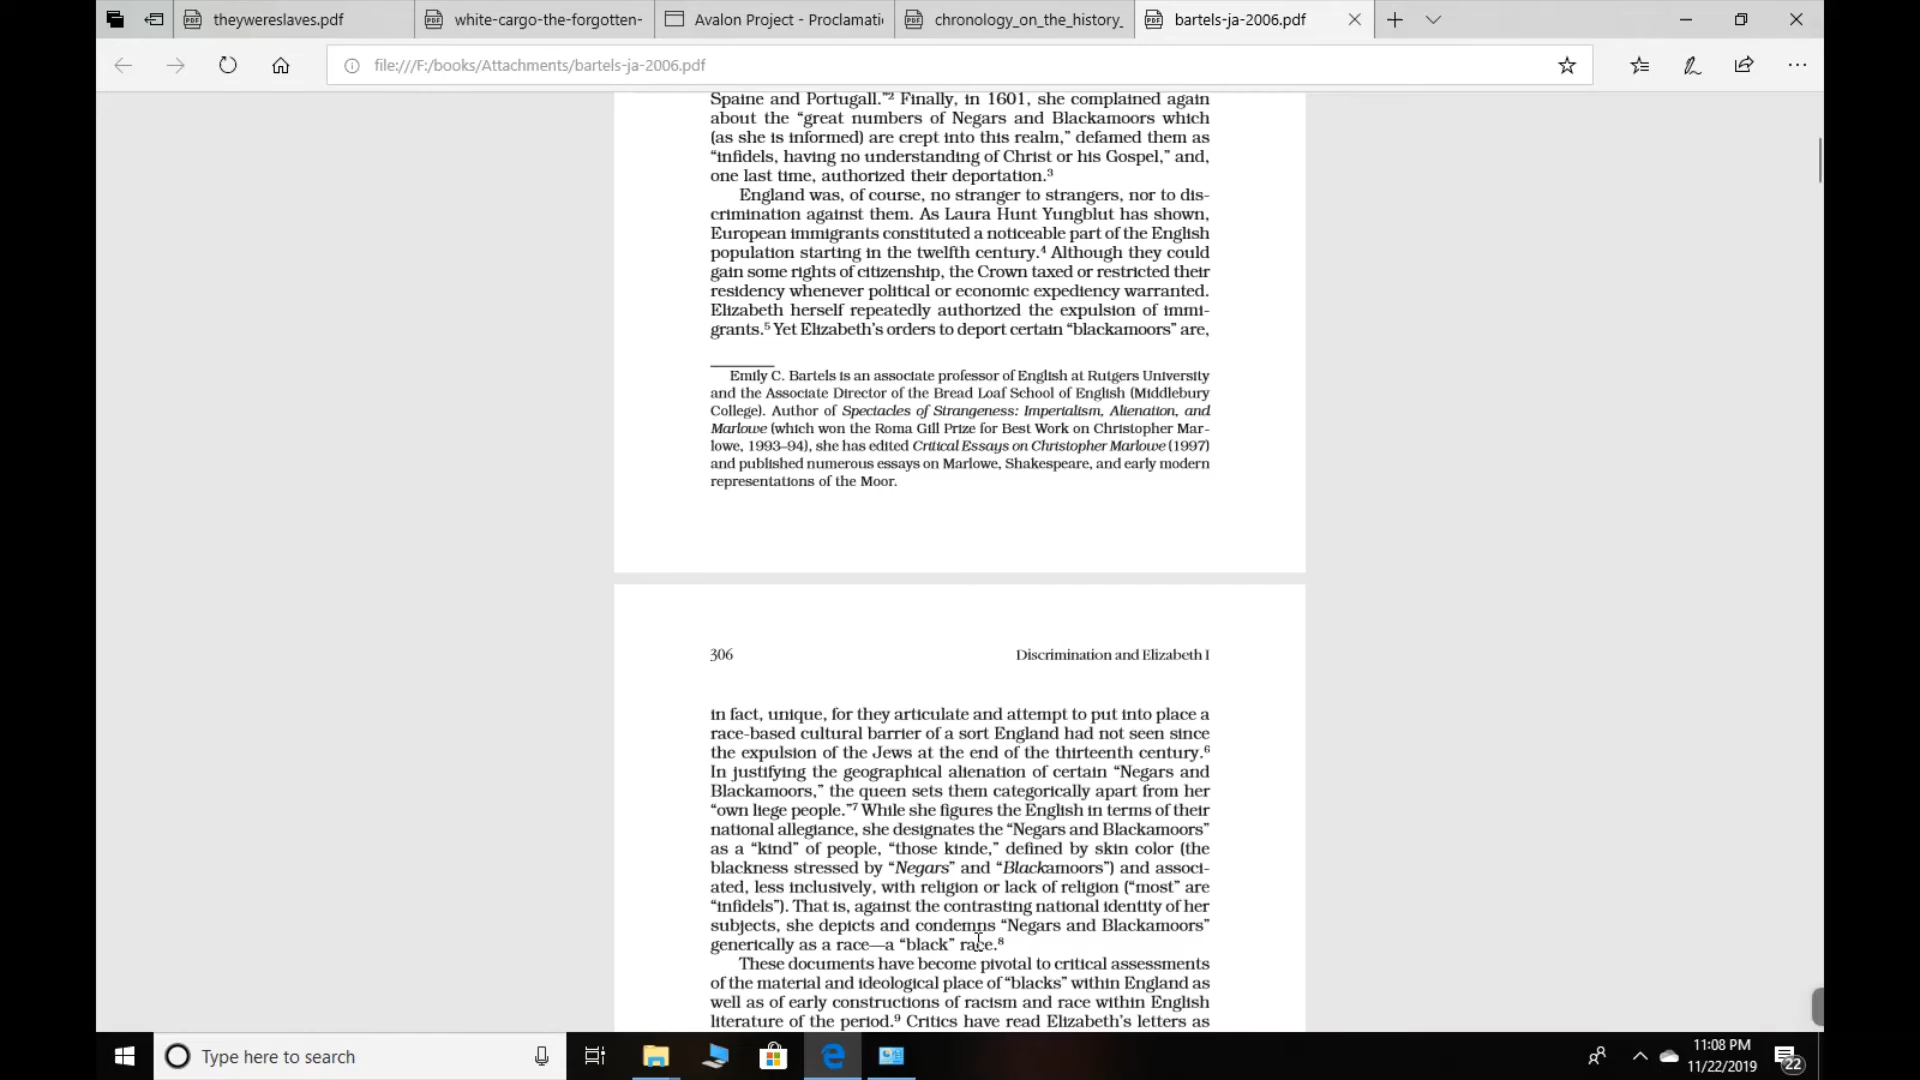 theywereslaves.pdf
white-cargo-the-forgotten-
Avalon Project - Proclamati
chronology_on_the_history_
bartels-ja-2006.pdf
file:///F:/books/Attachments/bartels-ja-2006.pdf
Spaine and Portugall.”² Finally, in 1601, she complained again
about the “great numbers of Negars and Blackamoors which
(as she is informed) are crept into this realm,” defamed them as
“infidels, having no understanding of Christ or his Gospel,” and,
one last time, authorized their deportation.³
England was, of course, no stranger to strangers, nor to dis-
crimination against them. As Laura Hunt Yungblut has shown,
European immigrants constituted a noticeable part of the English
population starting in the twelfth century.⁴ Although they could
gain some rights of citizenship, the Crown taxed or restricted their
residency whenever political or economic expediency warranted.
Elizabeth herself repeatedly authorized the expulsion of immi-
grants.⁵ Yet Elizabeth’s orders to deport certain “blackamoors” are,
Emily C. Bartels is an associate professor of English at Rutgers University
and the Associate Director of the Bread Loaf School of English (Middlebury
College). Author of Spectacles of Strangeness: Imperialism, Alienation, and
Marlowe (which won the Roma Gill Prize for Best Work on Christopher Mar-
lowe, 1993–94), she has edited Critical Essays on Christopher Marlowe (1997)
and published numerous essays on Marlowe, Shakespeare, and early modern
representations of the Moor.
306 Discrimination and Elizabeth I
in fact, unique, for they articulate and attempt to put into place a
race-based cultural barrier of a sort England had not seen since
the expulsion of the Jews at the end of the thirteenth century.⁶
In justifying the geographical alienation of certain “Negars and
Blackamoors,” the queen sets them categorically apart from her
“own liege people.”⁷ While she figures the English in terms of their
national allegiance, she designates the “Negars and Blackamoors”
as a “kind” of people, “those kinde,” defined by skin color (the
blackness stressed by “Negars” and “Blackamoors”) and associ-
ated, less inclusively, with religion or lack of religion (“most” are
“infidels”). That is, against the contrasting national identity of her
subjects, she depicts and condemns “Negars and Blackamoors”
generically as a race—a “black” race.⁸
These documents have become pivotal to critical assessments
of the material and ideological place of “blacks” within England as
well as of early constructions of racism and race within English
literature of the period.⁹ Critics have read Elizabeth’s letters as
Type here to search
11:08 PM
11/22/2019
22